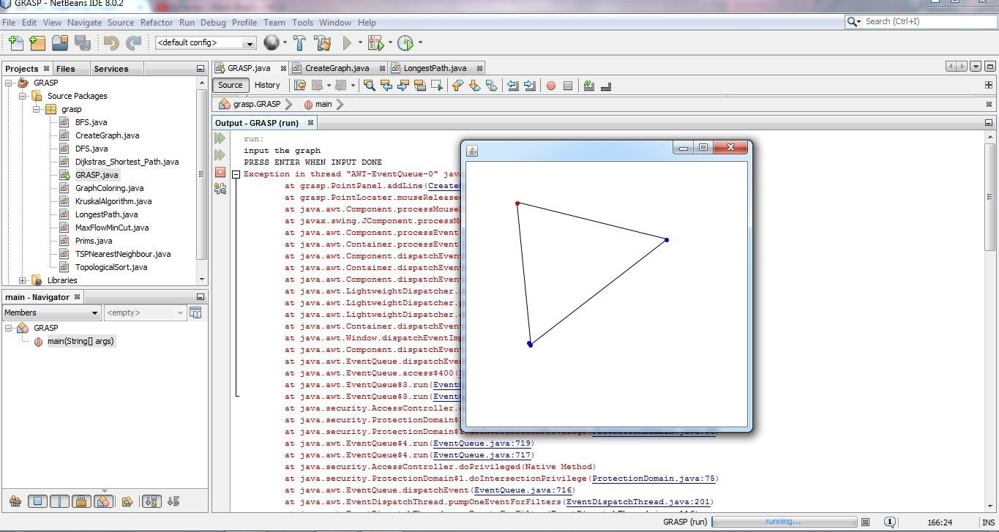 GRASP - NetBeans IDE 8.0.2
File Edit View Navigate Source Refactor Run Debug Profile Team Tools Window Help
Search (Ctrl+I)
<default config>
Projects Files Services
GRASP
Source Packages
grasp
BFS.java
CreateGraph.java
DFS.java
Dijkstras_Shortest_Path.java
GRASP.java
GraphColoring.java
KruskalAlgorithm.java
LongestPath.java
MaxFlowMinCut.java
Prims.java
TSPNearestNeighbour.java
TopologicalSort.java
Libraries
main - Navigator
Members <empty>
GRASP
main(String[] args)
GRASP.java CreateGraph.java LongestPath.java
Source History
grasp.GRASP main
Output - GRASP (run)
run:
input the graph
PRESS ENTER WHEN INPUT DONE
Exception in thread "AWT-EventQueue-0" java
at grasp.PointPanel.addLine(Create
at grasp.PointLocater.mouseReleased
at java.awt.Component.processMouse
at javax.swing.JComponent.processM
at java.awt.Component.processEvent
at java.awt.Container.processEvent
at java.awt.Component.dispatchEvent
at java.awt.Container.dispatchEvent
at java.awt.Component.dispatchEvent
at java.awt.LightweightDispatcher.
at java.awt.LightweightDispatcher.
at java.awt.LightweightDispatcher.
at java.awt.Container.dispatchEvent
at java.awt.Window.dispatchEventImp
at java.awt.Component.dispatchEvent
at java.awt.EventQueue.dispatchEven
at java.awt.EventQueue.access$400(
at java.awt.EventQueue$3.run(EventQ
at java.awt.EventQueue$3.run(EventQ
at java.security.AccessController.
at java.security.ProtectionDomain$
at java.security.ProtectionDomain$1.doIntersectionPrivilege(ProtectionDomain.java:
at java.awt.EventQueue$4.run(EventQueue.java:719)
at java.awt.EventQueue$4.run(EventQueue.java:717)
at java.security.AccessController.doPrivileged(Native Method)
at java.security.ProtectionDomain$1.doIntersectionPrivilege(ProtectionDomain.java:75)
at java.awt.EventQueue.dispatchEvent(EventQueue.java:716)
at java.awt.EventDispatchThread.pumpOneEventForFilters(EventDispatchThread.java:201)
GRASP (run) running... 1 166:24 INS